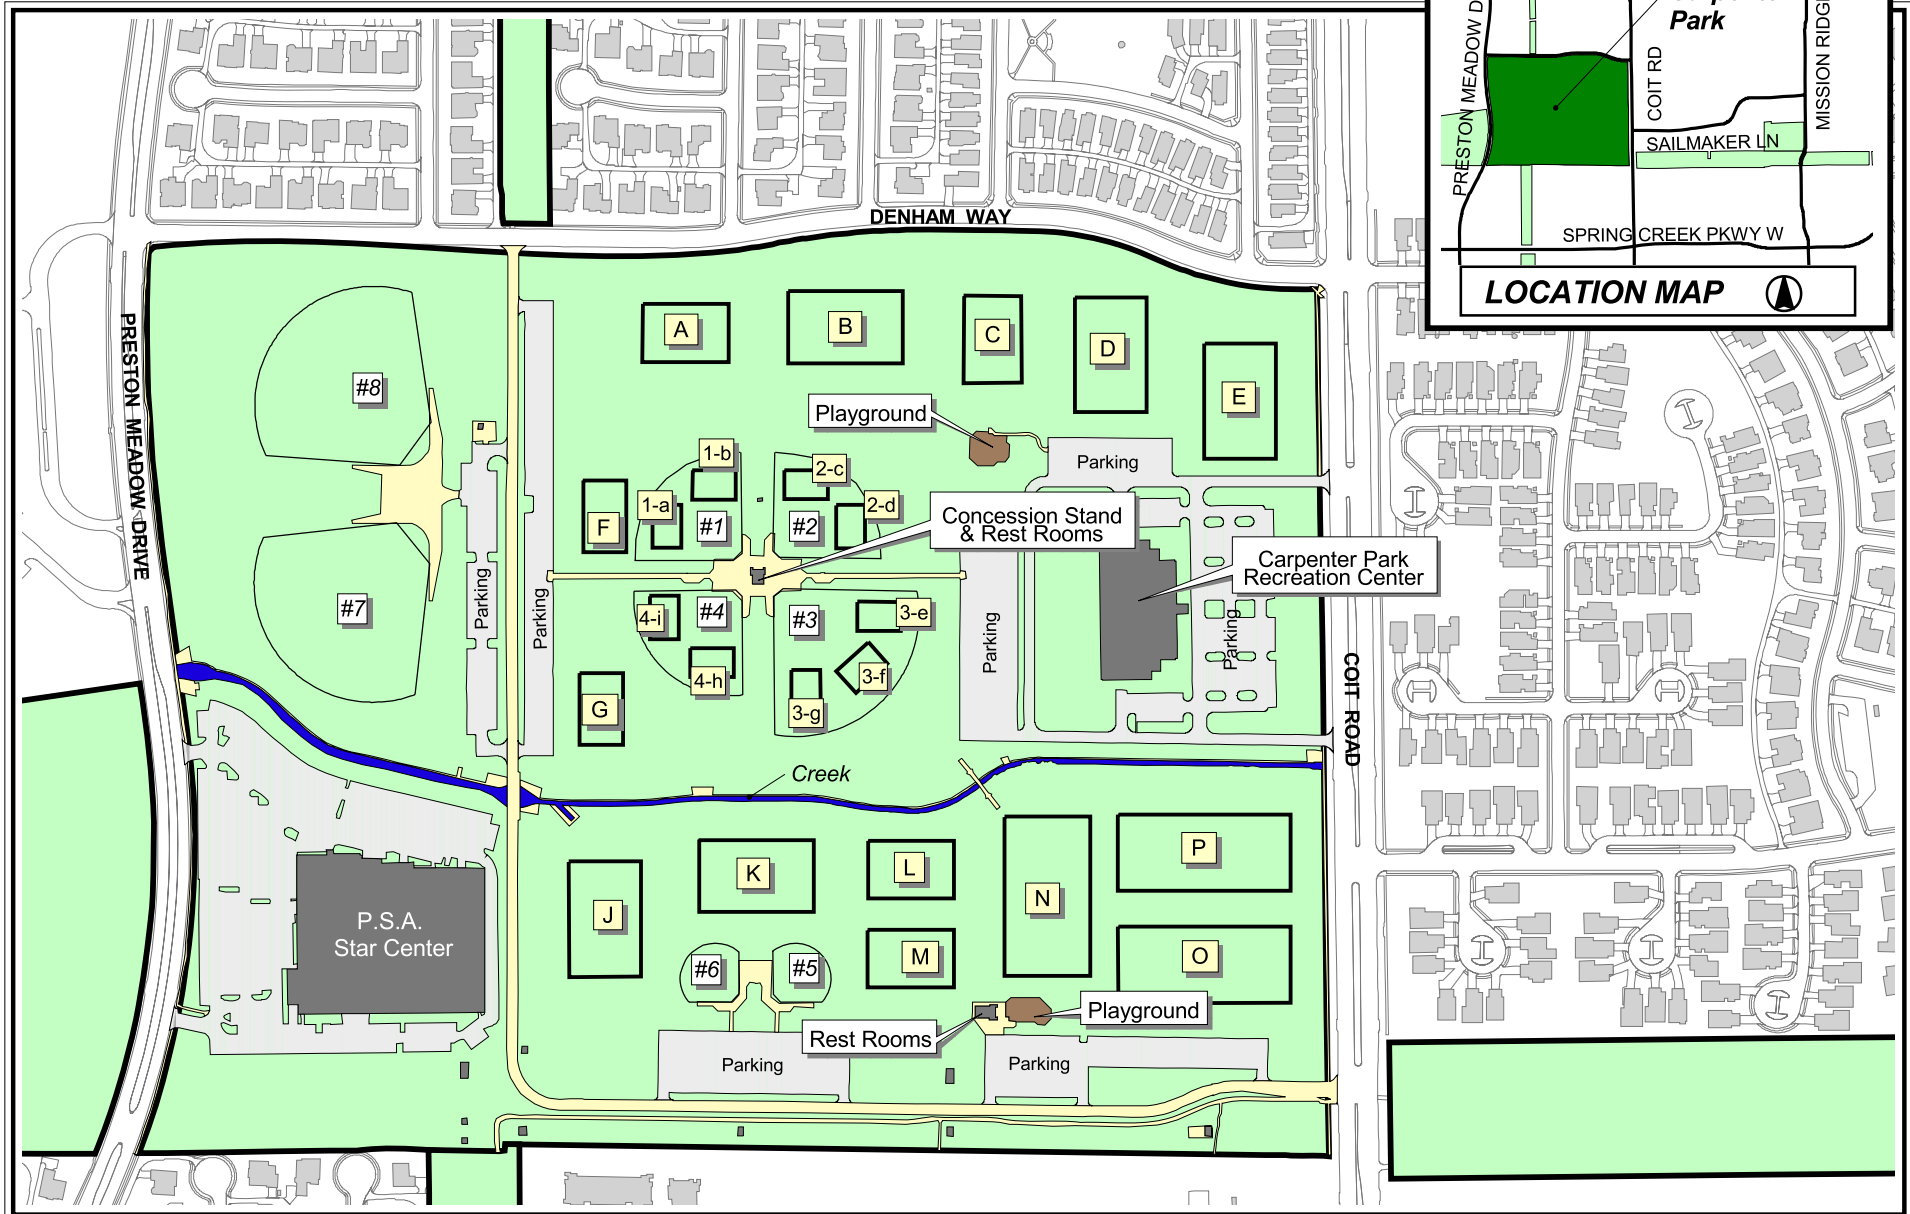 Park
PRESTON MEADOW D
COIT RD
MISSION RIDG
SAILMAKER LN
SPRING CREEK PKWY W
LOCATION MAP
DENHAM WAY
PRESTON MEADOW DRIVE
COIT ROAD
A
B
C
D
E
#8
Playground
Parking
1-b
2-c
1-a
2-d
F
#1
#2
Concession Stand
& Rest Rooms
Carpenter Park
Recreation Center
#7
Parking
Parking
4-i
#4
#3
3-e
Parking
Parking
4-h
3-f
G
3-g
Creek
P
K
L
N
J
P.S.A.
Star Center
M
O
#6
#5
Playground
Rest Rooms
Parking
Parking